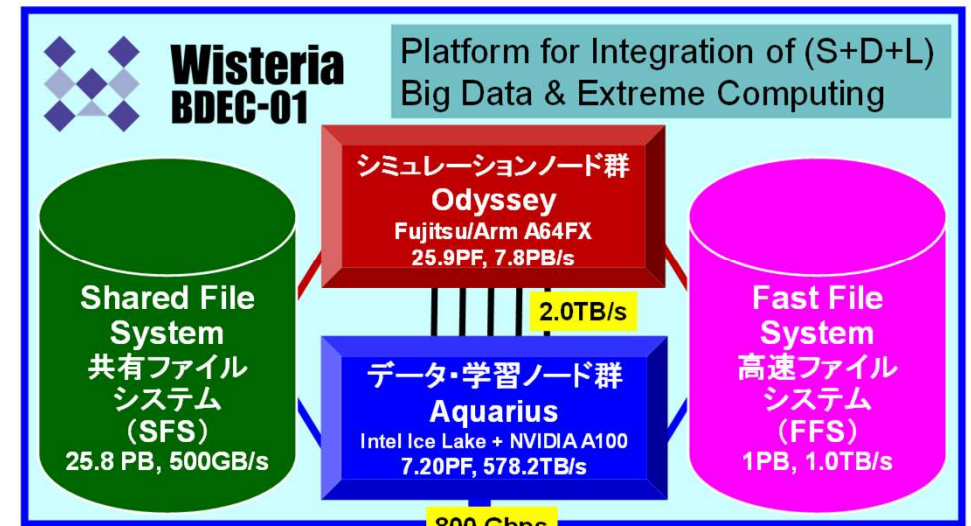 Wisteria
BDEC-01
Platform for Integration of (S+D+L)
Big Data & Extreme Computing
シミュレーションノード群
Odyssey
Fujitsu/Arm A64FX
25.9PF, 7.8PB/s
2.0TB/s
Shared File
System
共有ファイル
システム
(SFS)
25.8 PB, 500GB/s
データ・学習ノード群
Aquarius
Intel Ice Lake + NVIDIA A100
7.20PF, 578.2TB/s
Fast File
System
高速ファイル
システム
(FFS)
1PB, 1.0TB/s
800 Gbps